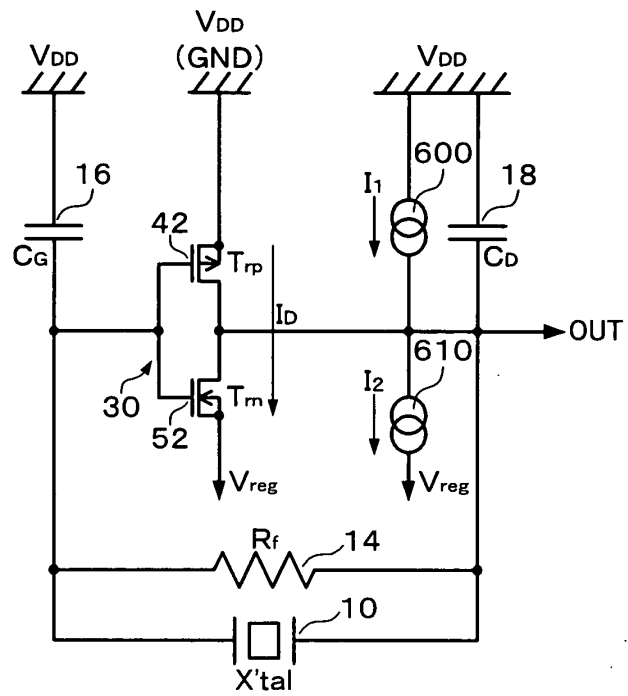 VDD
VDD
(GND)
VDD
16
CG
42
Trp
ID
I1
600
18
CD
OUT
30
52
Trn
Vreg
I2
610
Vreg
Rf
14
10
X'tal